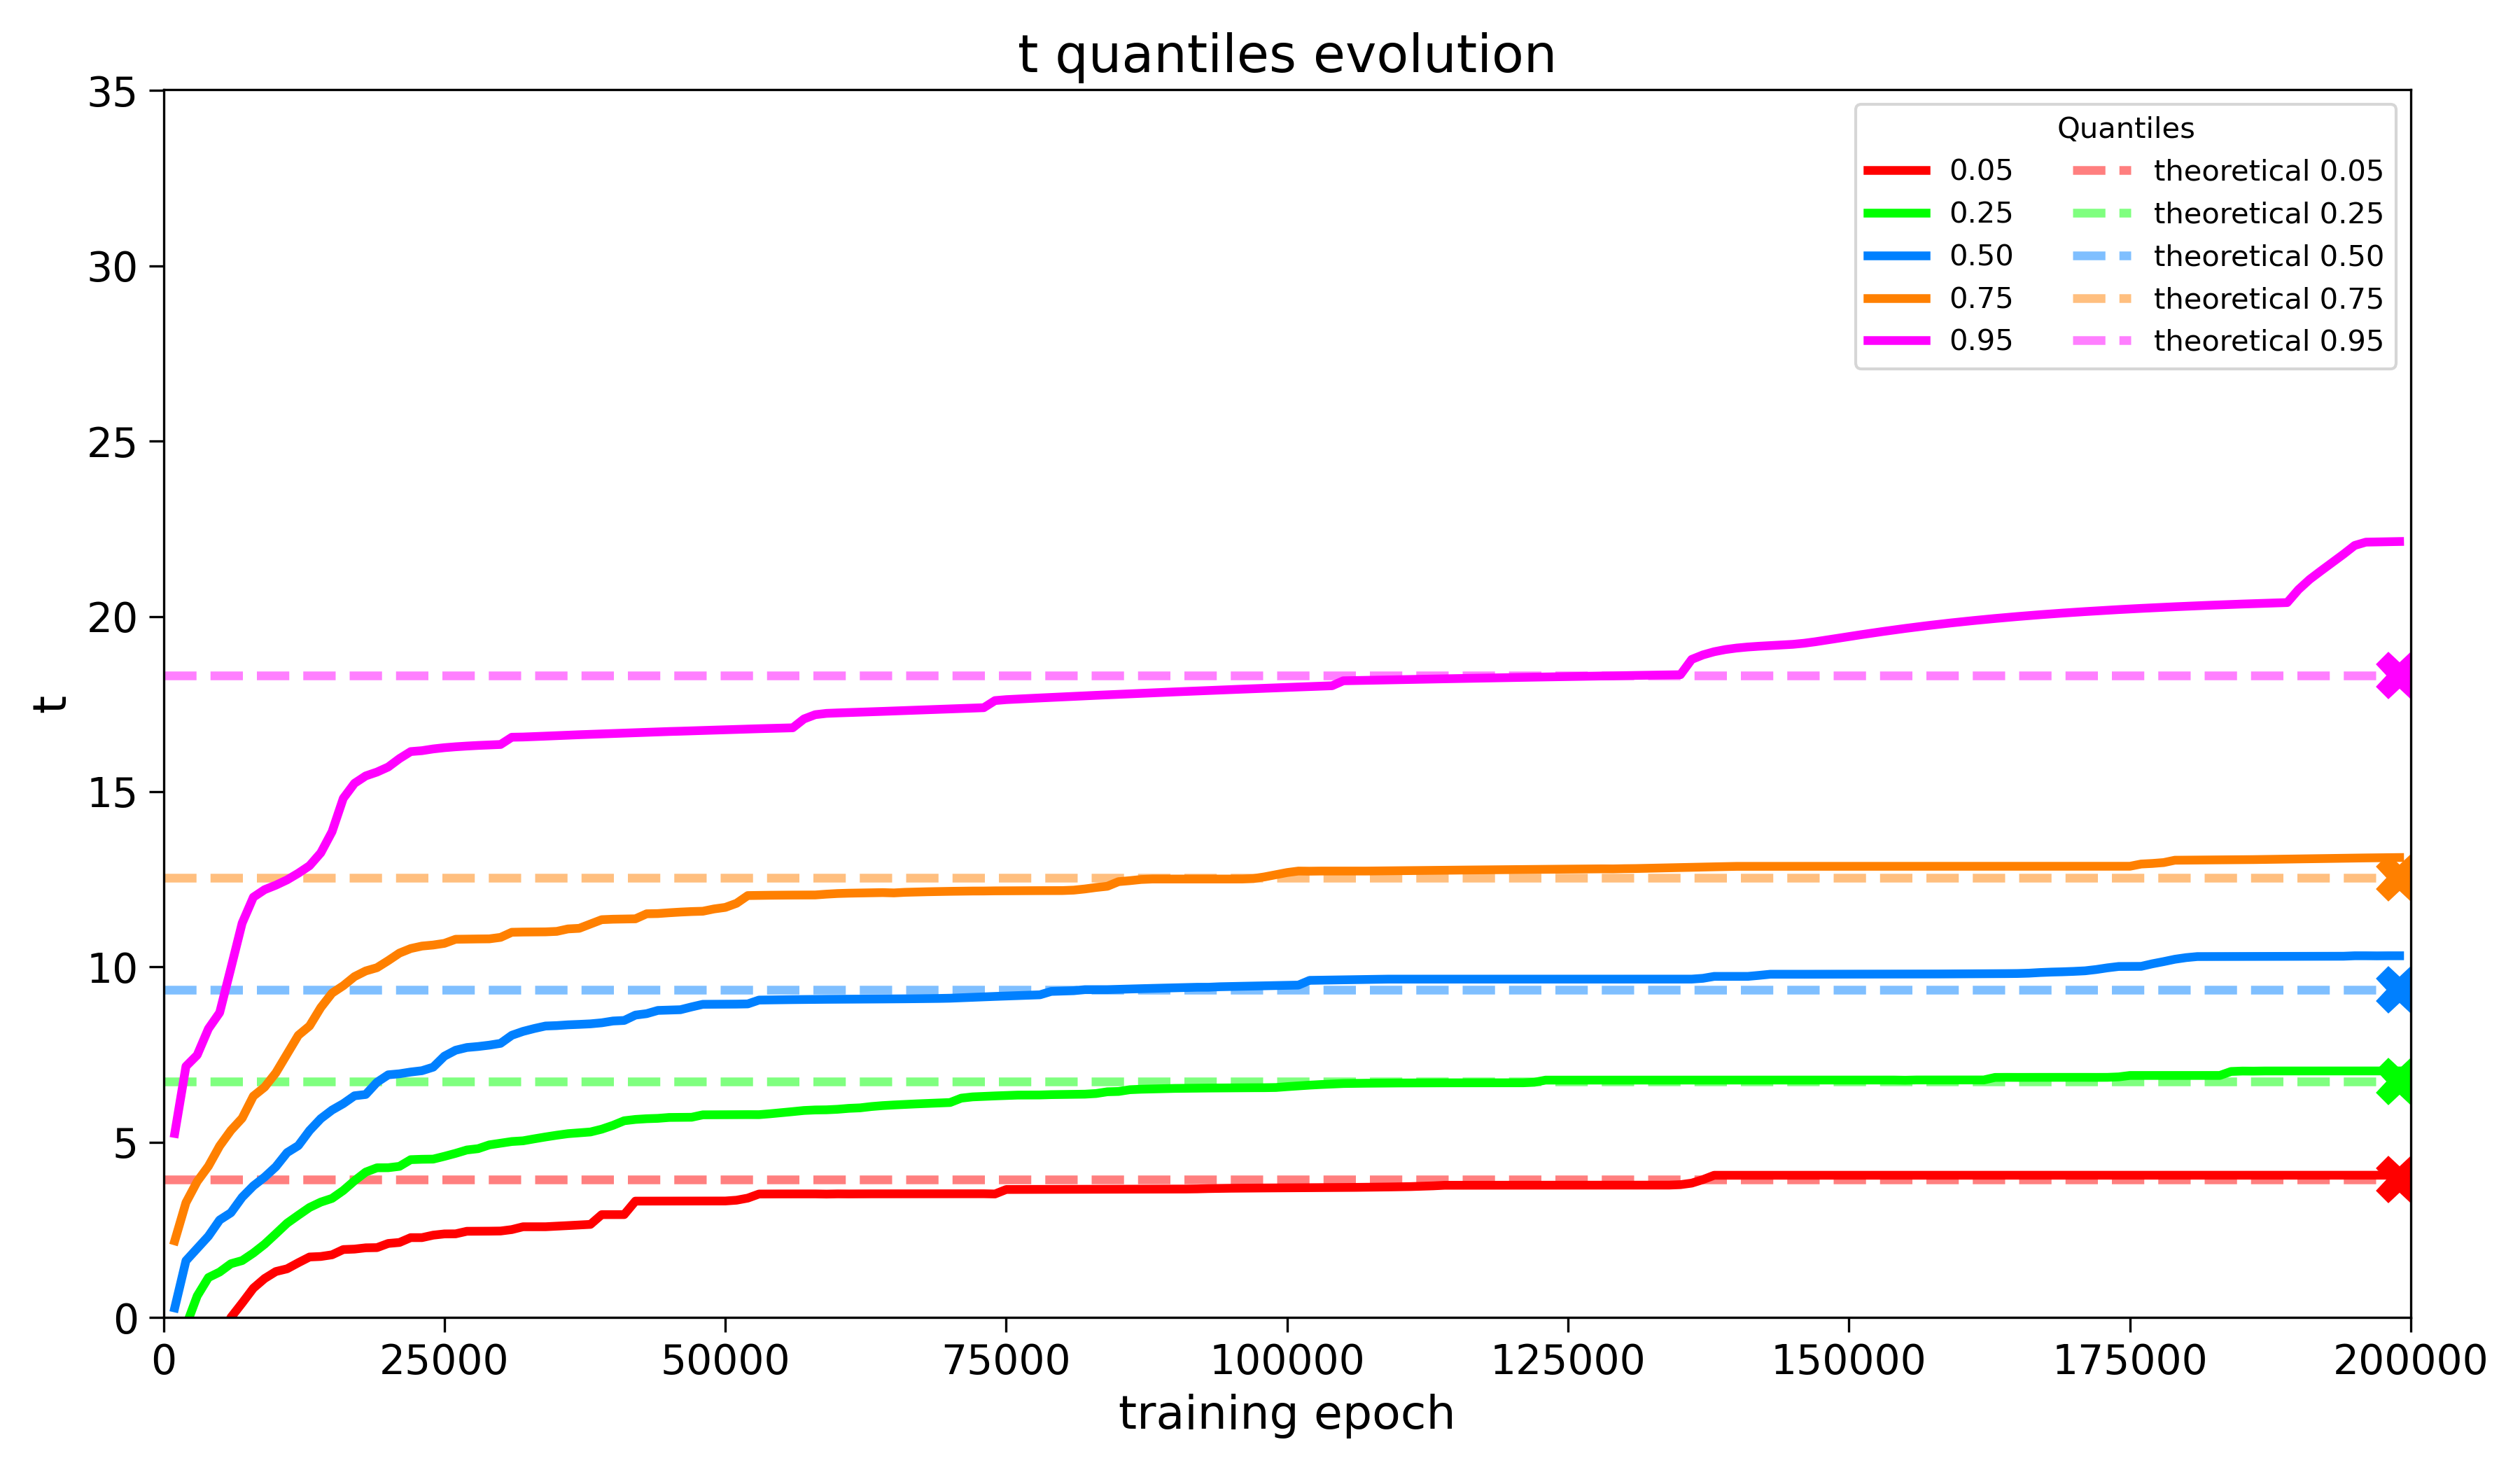 t quantiles evolution
35
30
25
20
15
10
5
0
t
Quantiles
0.05 theoretical 0.05
0.25 theoretical 0.25
0.50 theoretical 0.50
0.75 theoretical 0.75
0.95 theoretical 0.95
0 25000 50000 75000 100000 125000 150000 175000 200000
training epoch